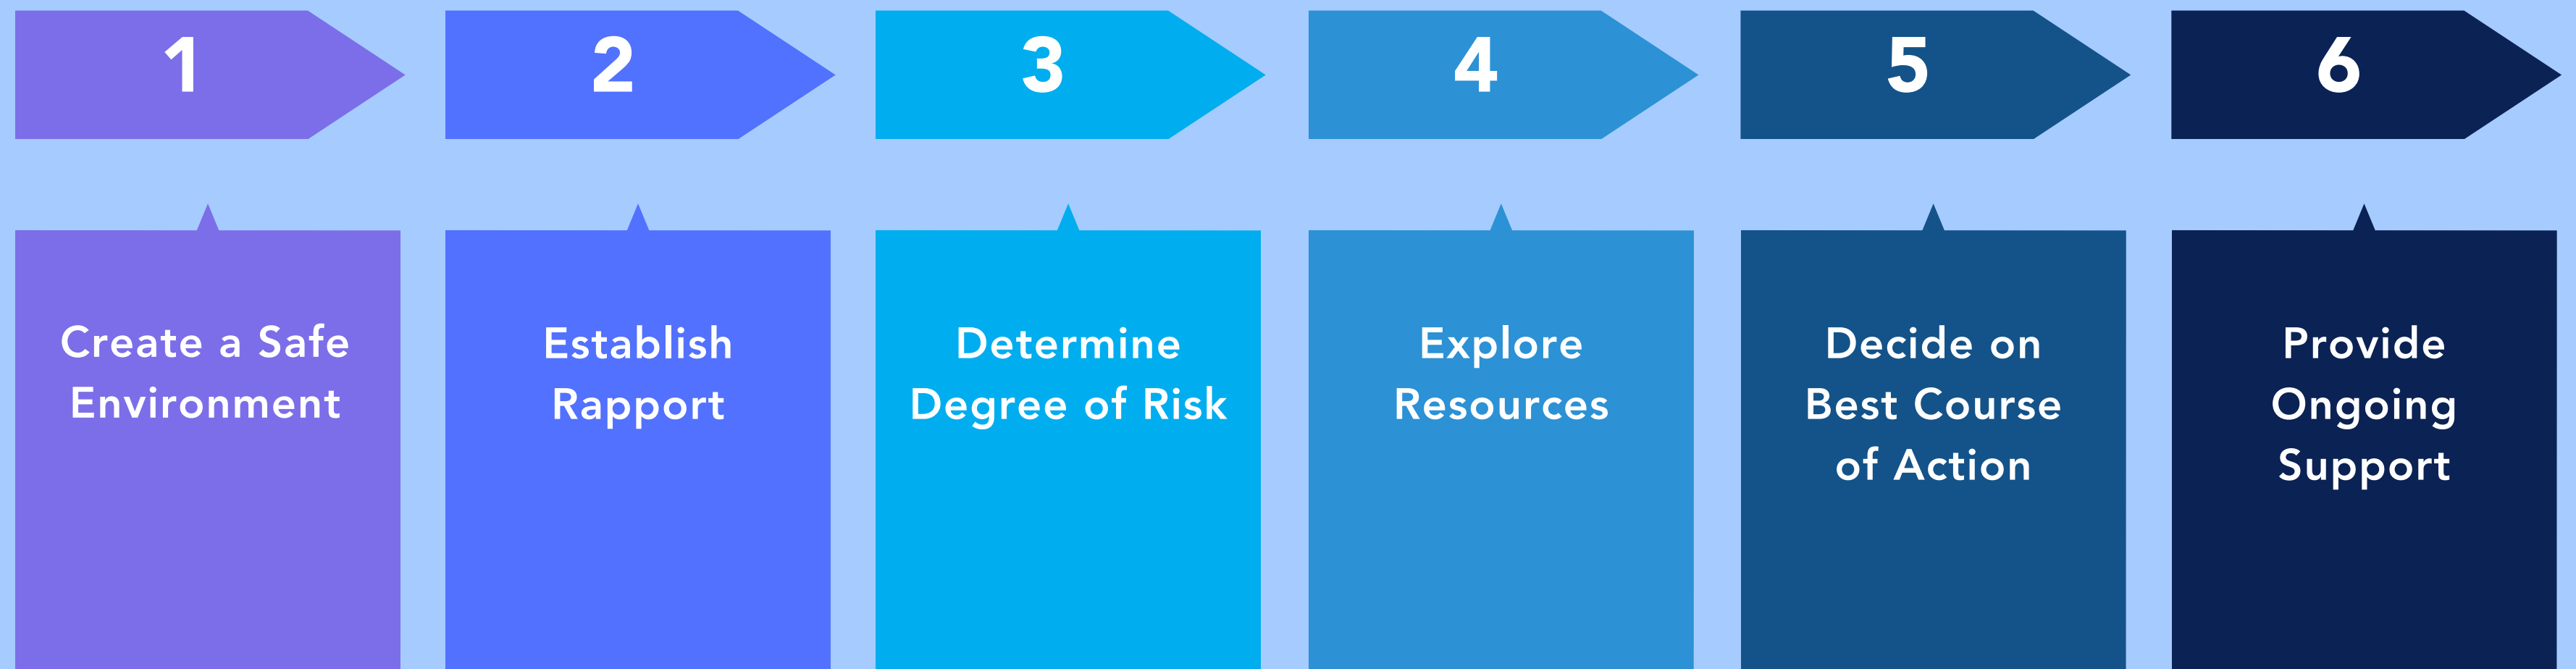 1
2
3
4
5
6
Create a Safe
Environment
Establish
Rapport
Determine
Degree of Risk
Explore
Resources
Decide on
Best Course
of Action
Provide
Ongoing
Support